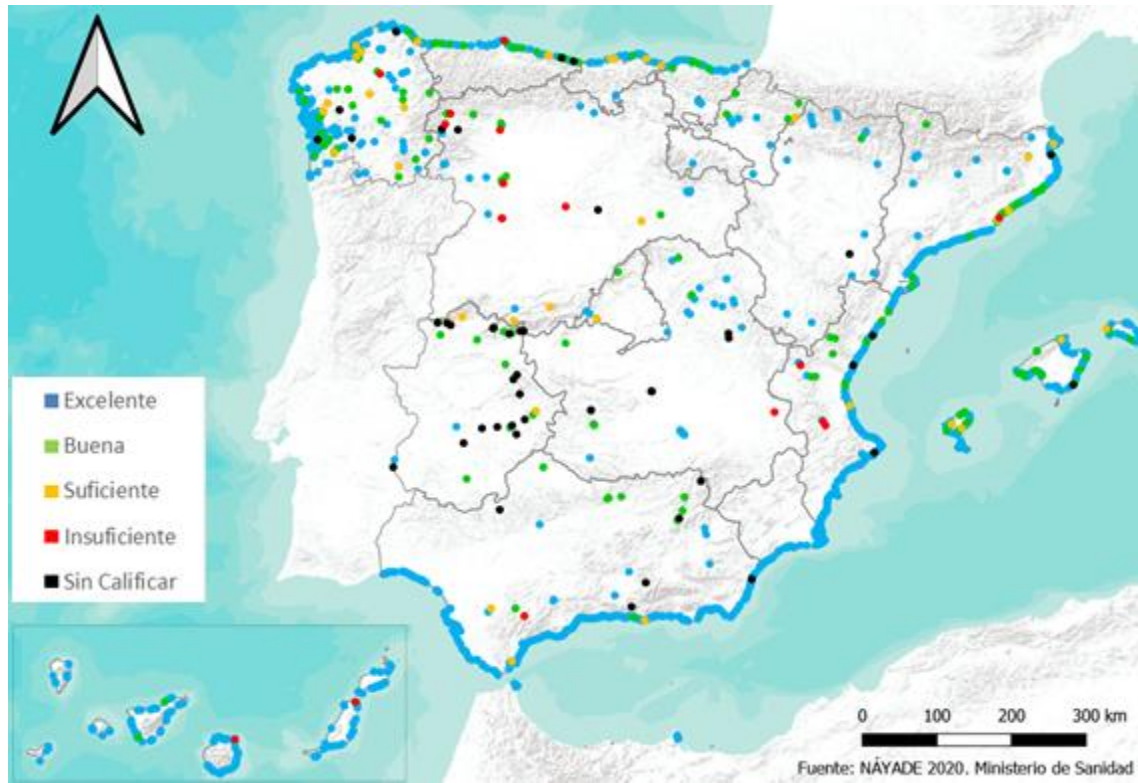 Excelente
Buena
Suficiente
Insuficiente
Sin Calificar
0 100 200 300 km
Fuente: NÁYADE 2020. Ministerio de Sanidad